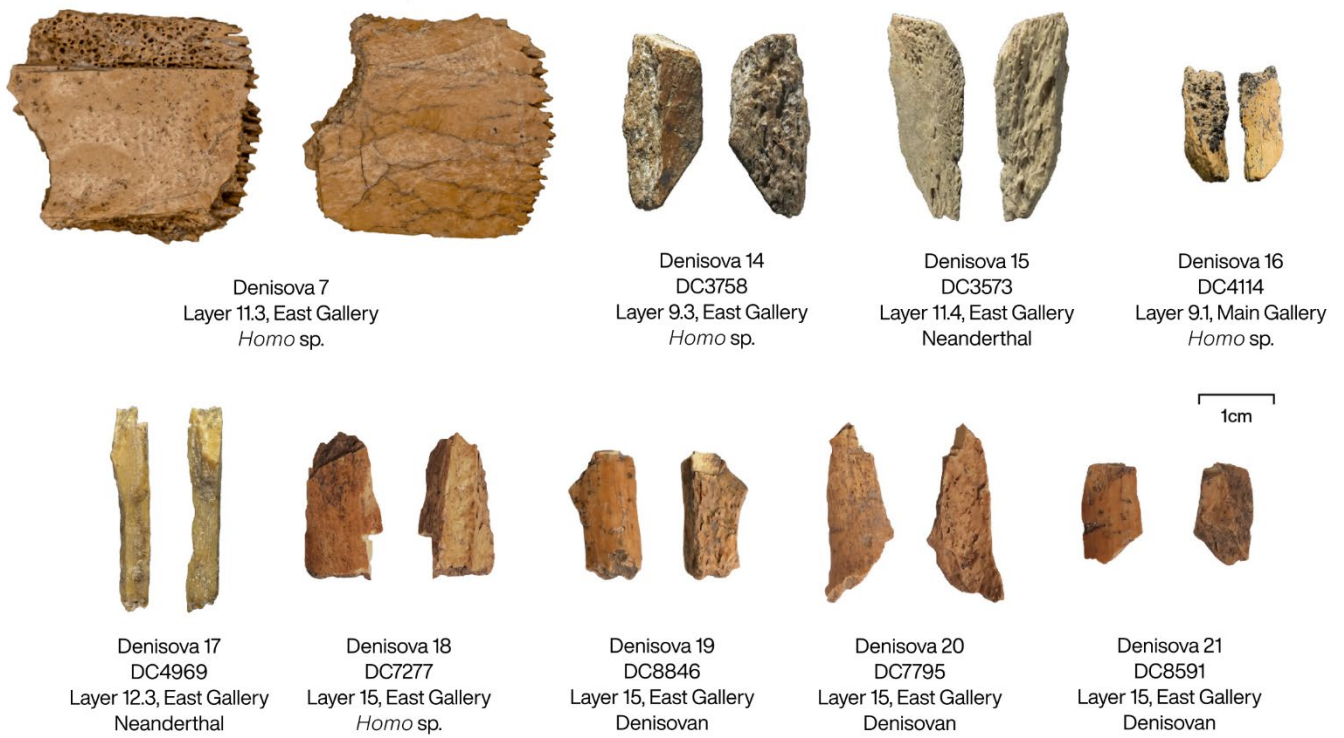 Denisova 7
Layer 11.3, East Gallery
Homo sp.
Denisova 14
DC3758
Layer 9.3, East Gallery
Homo sp.
Denisova 15
DC3573
Layer 11.4, East Gallery
Neanderthal
Denisova 16
DC4114
Layer 9.1, Main Gallery
Homo sp.
1cm
Denisova 17
DC4969
Layer 12.3, East Gallery
Neanderthal
Denisova 18
DC7277
Layer 15, East Gallery
Homo sp.
Denisova 19
DC8846
Layer 15, East Gallery
Denisovan
Denisova 20
DC7795
Layer 15, East Gallery
Denisovan
Denisova 21
DC8591
Layer 15, East Gallery
Denisovan